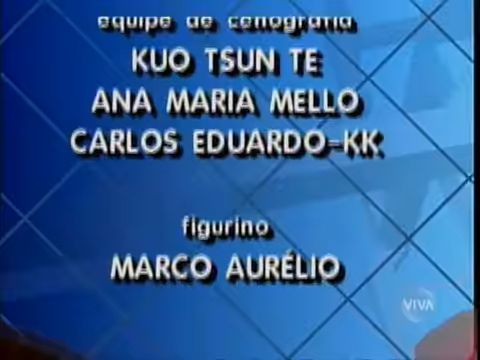 equipe de cenografia
KUO TSUN TE
ANA MARIA MELLO
CARLOS EDUARDO-KK
figurino
MARCO AURÉLIO
VIVA